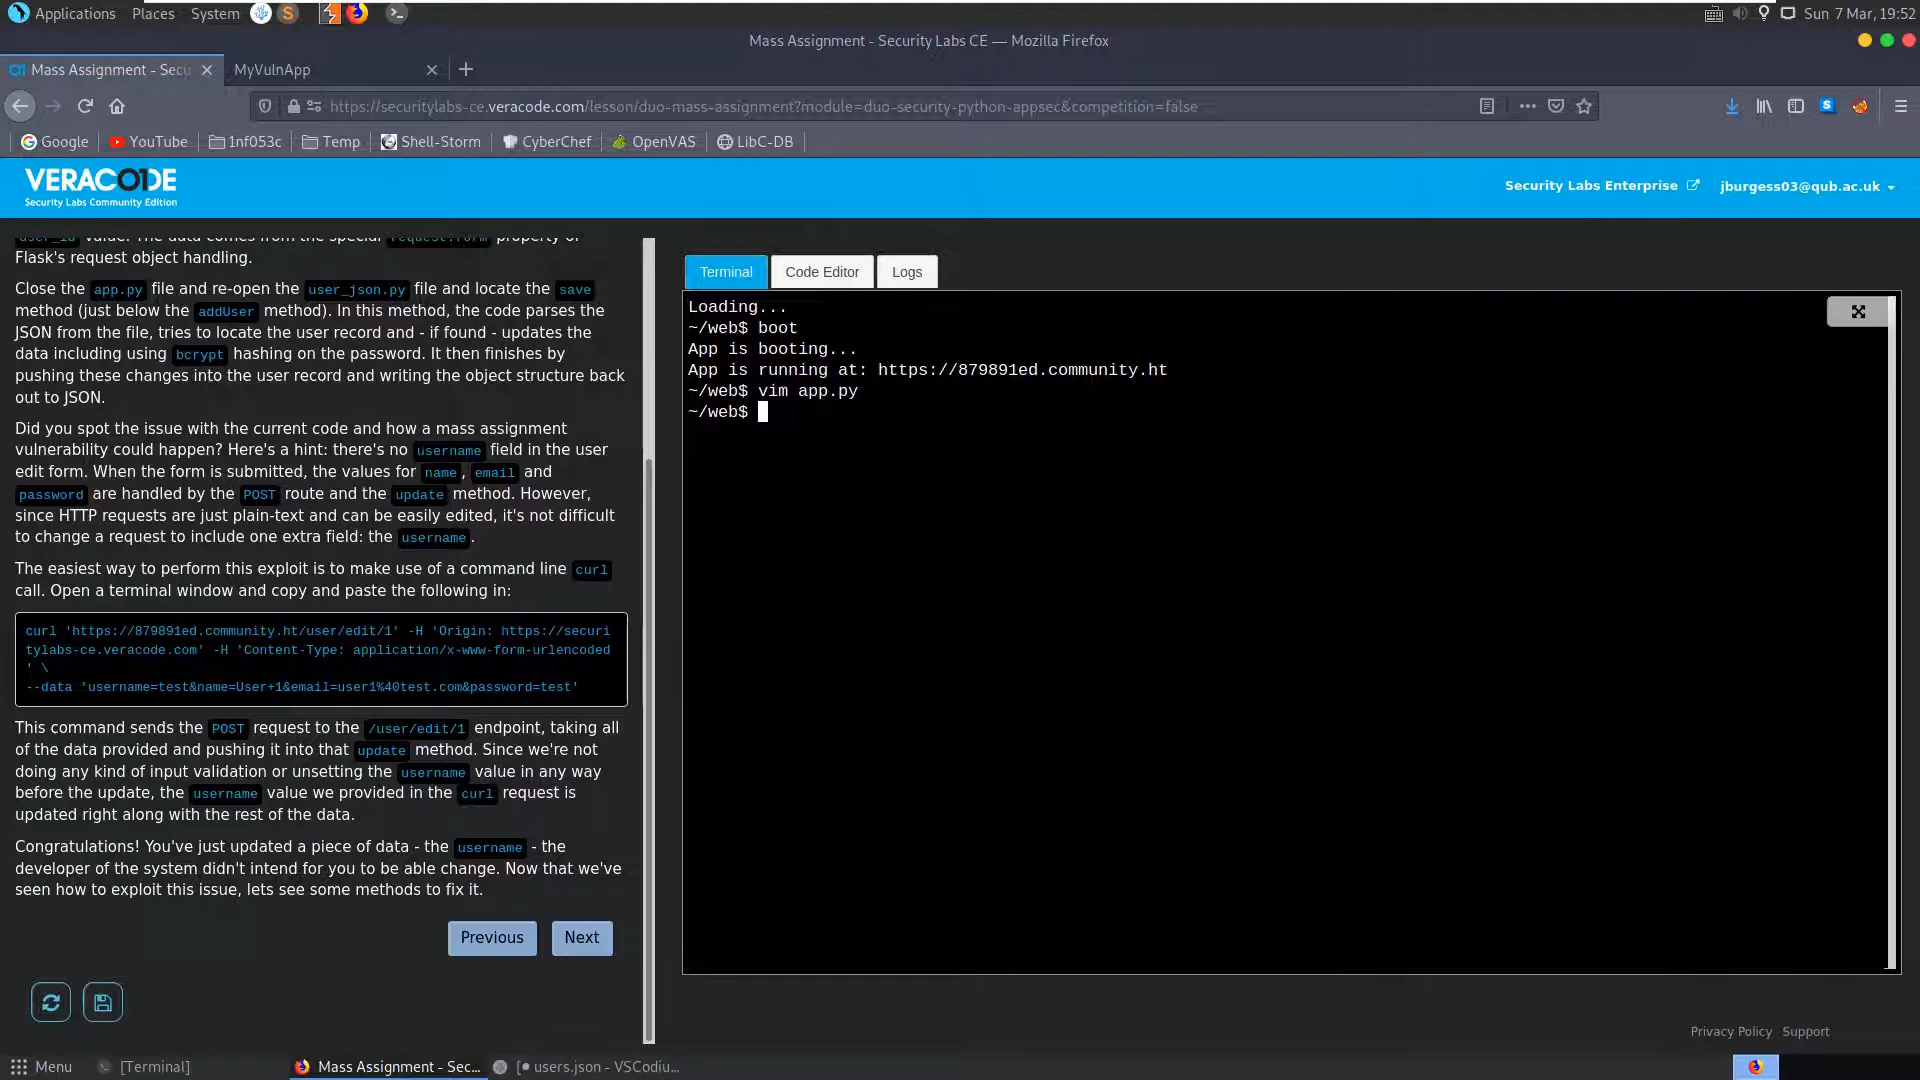 Applications Places System
Sun 7 Mar, 19:52
Mass Assignment - Security Labs CE — Mozilla Firefox
Mass Assignment - Secu
MyVulnApp
https://securitylabs-ce.veracode.com/lesson/duo-mass-assignment?module=duo-security-python-appsec&competition=false
Google YouTube 1nf053c Temp Shell-Storm CyberChef OpenVAS LibC-DB
VERACODE
Security Labs Community Edition
Security Labs Enterprise jburgess03@qub.ac.uk
user_id value. The data comes from the special request.form property of
Flask's request object handling.
Close the app.py file and re-open the user_json.py file and locate the save
method (just below the addUser method). In this method, the code parses the
JSON from the file, tries to locate the user record and - if found - updates the
data including using bcrypt hashing on the password. It then finishes by
pushing these changes into the user record and writing the object structure back
out to JSON.
Did you spot the issue with the current code and how a mass assignment
vulnerability could happen? Here's a hint: there's no username field in the user
edit form. When the form is submitted, the values for name, email and
password are handled by the POST route and the update method. However,
since HTTP requests are just plain-text and can be easily edited, it's not difficult
to change a request to include one extra field: the username.
The easiest way to perform this exploit is to make use of a command line curl
call. Open a terminal window and copy and paste the following in:
curl 'https://879891ed.community.ht/user/edit/1' -H 'Origin: https://securi
tylabs-ce.veracode.com' -H 'Content-Type: application/x-www-form-urlencoded
' \
--data 'username=test&name=User+1&email=user1%40test.com&password=test'
This command sends the POST request to the /user/edit/1 endpoint, taking all
of the data provided and pushing it into that update method. Since we're not
doing any kind of input validation or unsetting the username value in any way
before the update, the username value we provided in the curl request is
updated right along with the rest of the data.
Congratulations! You've just updated a piece of data - the username - the
developer of the system didn't intend for you to be able change. Now that we've
seen how to exploit this issue, lets see some methods to fix it.
Previous Next
Terminal Code Editor Logs
Loading...
~/web$ boot
App is booting...
App is running at: https://879891ed.community.ht
~/web$ vim app.py
~/web$
Privacy Policy Support
Menu [Terminal] Mass Assignment - Sec... [ users.json - VSCodiu...